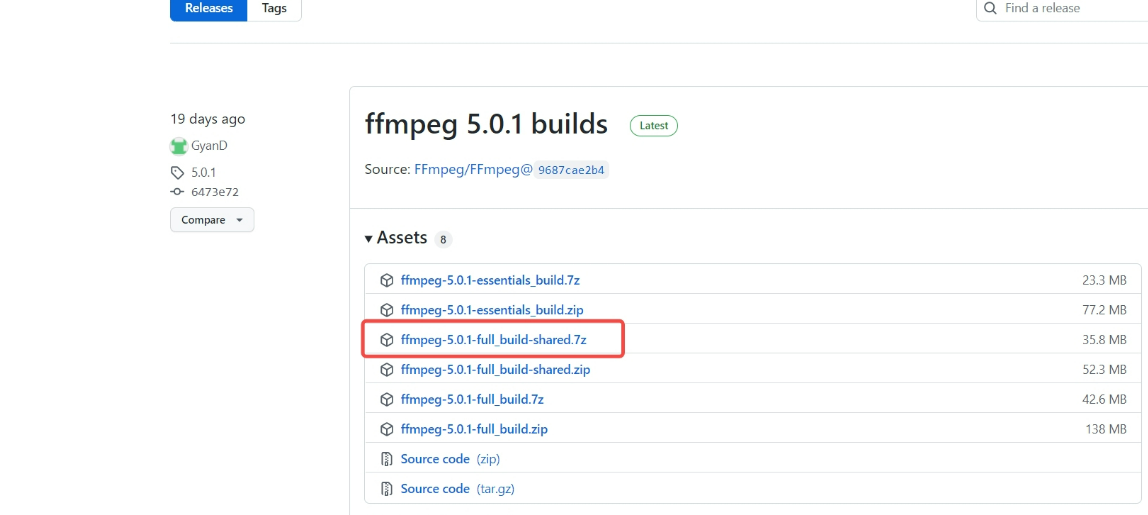 Releases Tags Find a release
19 days ago
GyanD
5.0.1
6473e72
Compare
ffmpeg 5.0.1 builds Latest
Source: FFmpeg/FFmpeg@9687cae2b4
Assets 8
ffmpeg-5.0.1-essentials_build.7z 23.3 MB
ffmpeg-5.0.1-essentials_build.zip 77.2 MB
ffmpeg-5.0.1-full_build-shared.7z 35.8 MB
ffmpeg-5.0.1-full_build-shared.zip 52.3 MB
ffmpeg-5.0.1-full_build.7z 42.6 MB
ffmpeg-5.0.1-full_build.zip 138 MB
Source code (zip)
Source code (tar.gz)